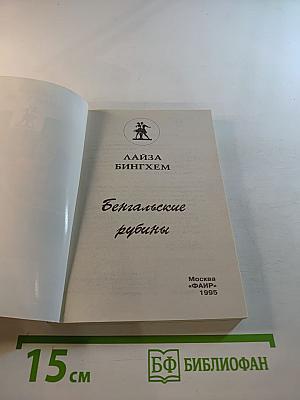 ЛАЙЗА
БИНГХЕМ
Бенгальские
рубины
Москва
«ФАИР»
1995
15 см
БФ БИБЛИОФАН